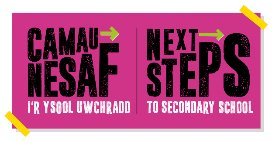 CAMAU
NESAF
I'R YSGOL UWCHRADD
NEXT
STEPS
TO SECONDARY SCHOOL